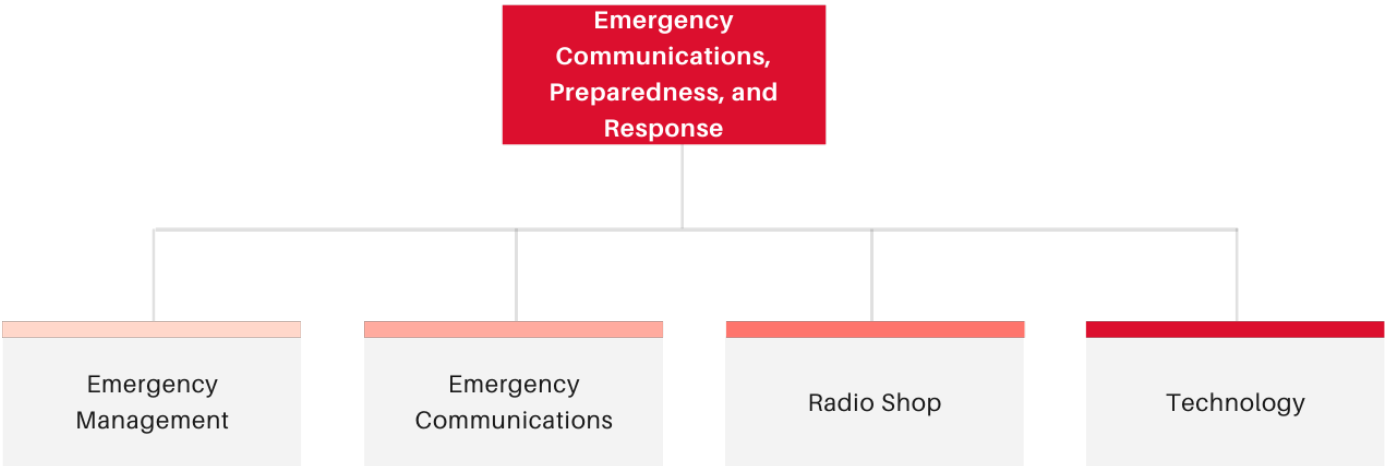 Emergency
Communications,
Preparedness, and
Response
Emergency
Management
Emergency
Communications
Radio Shop
Technology